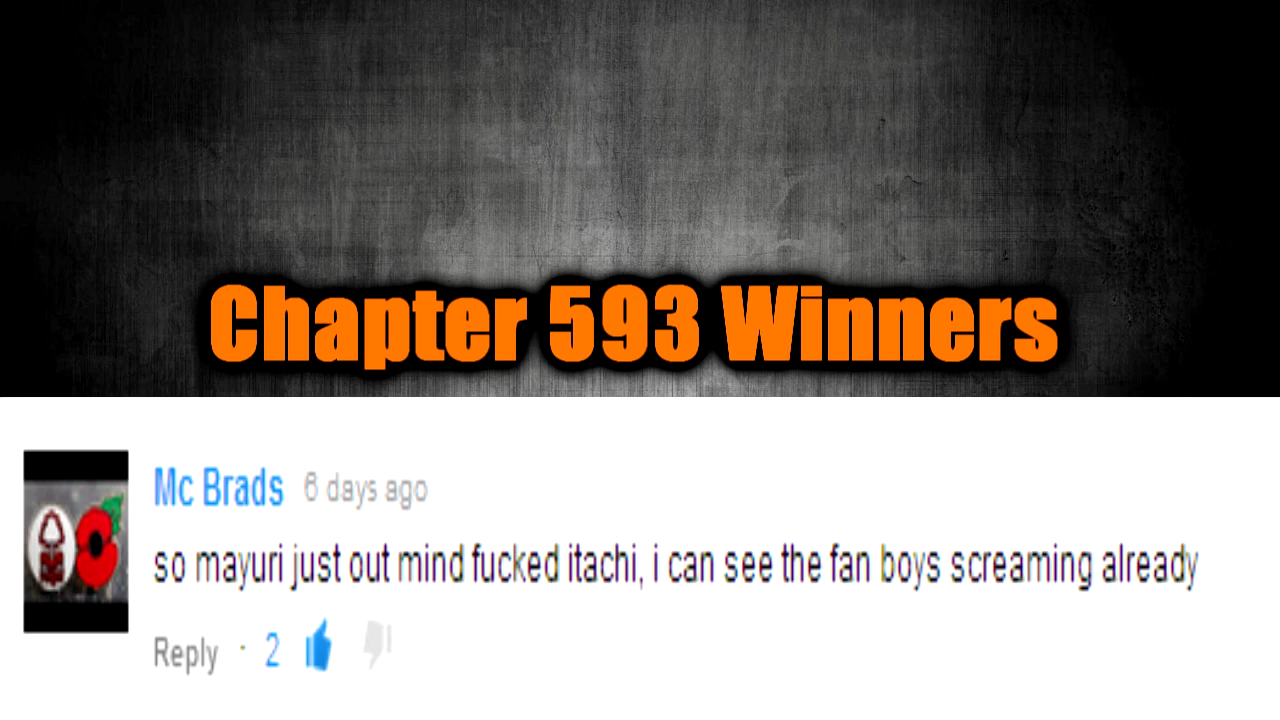 Chapter 593 Winners
Mc Brads 6 days ago
so mayuri just out mind fucked itachi, i can see the fan boys screaming already
Reply · 2